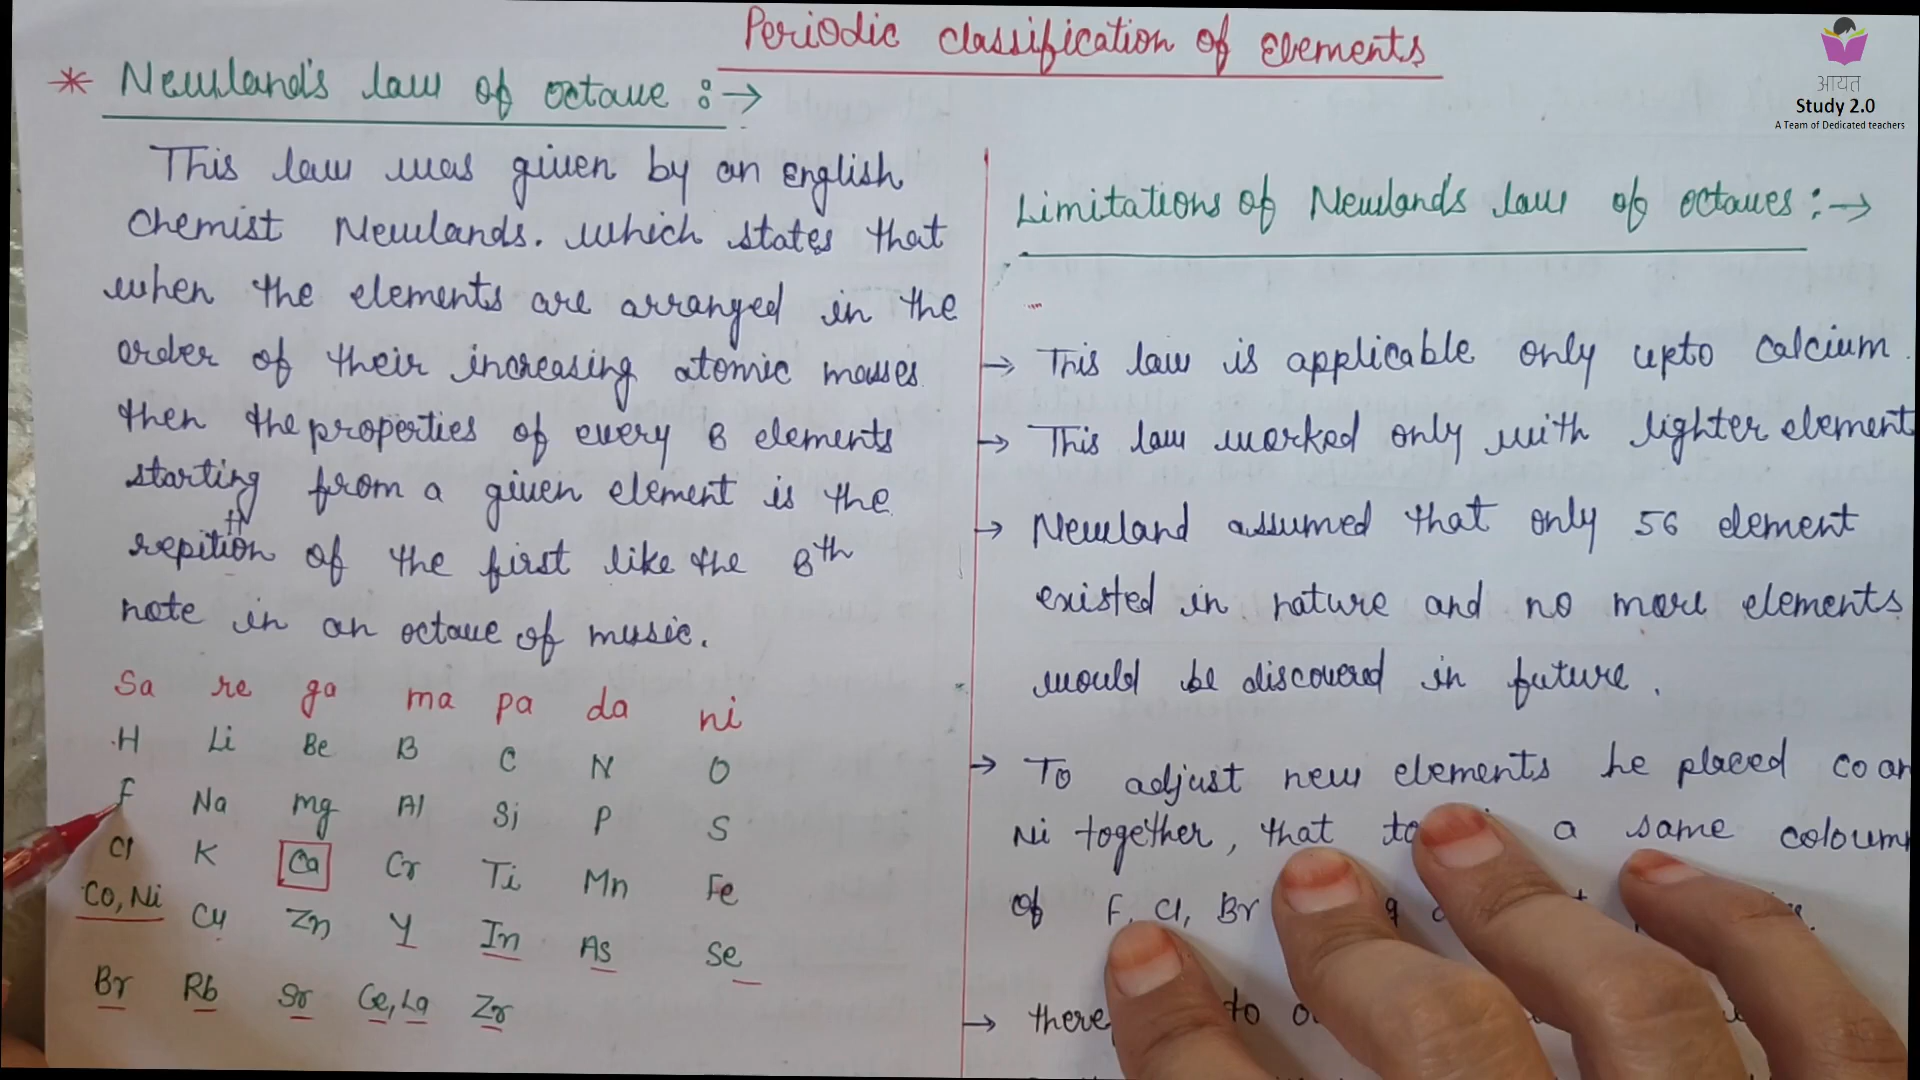 Periodic classification of Elements
* Newland's law of octave :→
This law was given by an English
chemist Newlands. which states that
when the elements are arranged in the
order of their increasing atomic masses
then the properties of every 8 elements
starting from a given element is the
repitition of the first like the 8th
note in an octave of music.
Sa re ga ma pa da ni
H Li Be B C N O
F Na Mg Al Si P S
Cl K Ca Cr Ti Mn Fe
Co, Ni Cu Zn Y In As Se
Br Rb Sr Ce, La Zr
Limitations of Newland's law of octaves :→
→ This law is applicable only upto calcium.
→ This law worked only with lighter element
→ Newland assumed that only 56 element
existed in nature and no more elements
would be discovered in future.
→ To adjust new elements he placed Co an
Ni together, that to a same coloum
of F, Cl, Br
→ there to
आयत
Study 2.0
A Team of Dedicated teachers